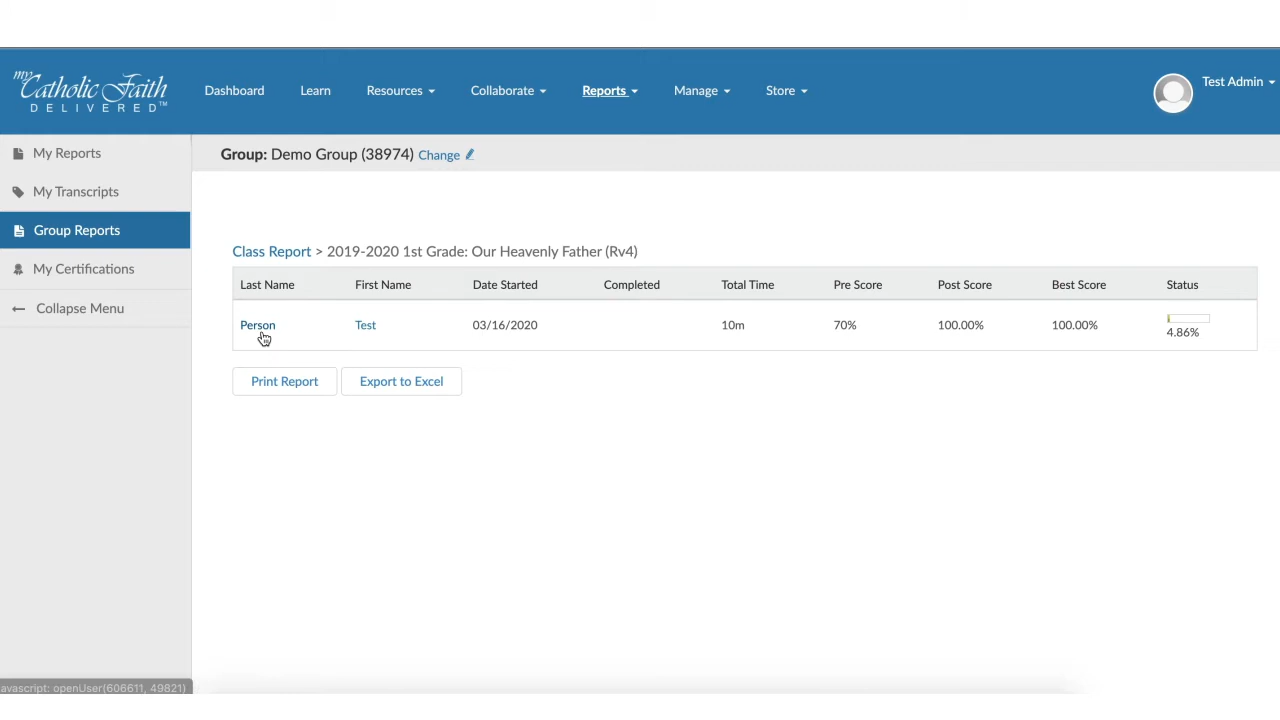 my Catholic Faith
DELIVERED™
Dashboard Learn Resources Collaborate Reports Manage Store Test Admin
My Reports
My Transcripts
Group Reports
My Certifications
Collapse Menu
Group: Demo Group (38974) Change
Class Report > 2019-2020 1st Grade: Our Heavenly Father (Rv4)
Last Name First Name Date Started Completed Total Time Pre Score Post Score Best Score Status
Person Test 03/16/2020 10m 70% 100.00% 100.00% 4.86%
Print Report Export to Excel
avascript: openUser(606611, 49821)